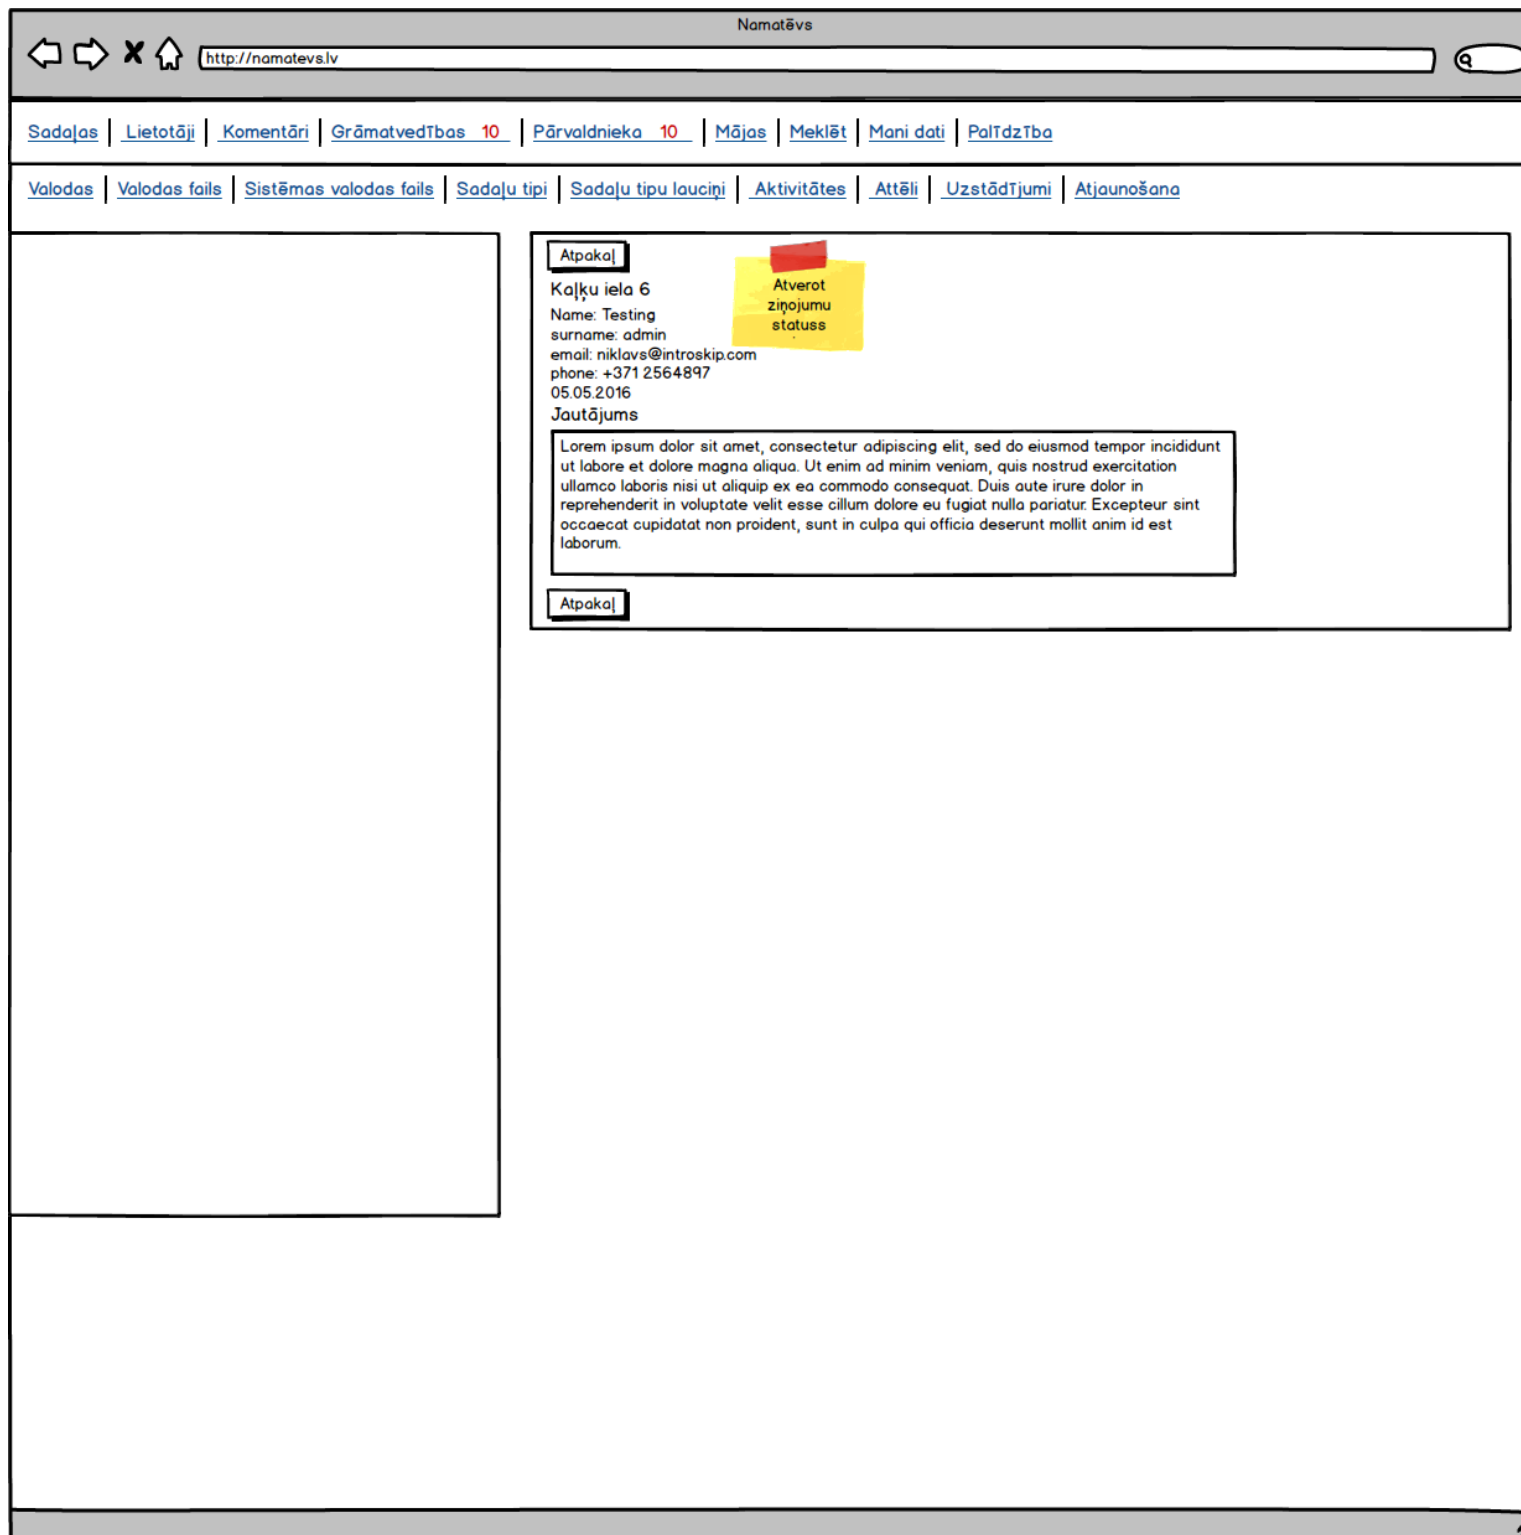 Namatēvs
http://namatevs.lv
Sadaļas Lietotāji Komentāri Grāmatvedības 10 Pārvaldnieka 10 Mājas Meklēt Mani dati Palīdzība
Valodas Valodas fails Sistēmas valodas fails Sadaļu tipi Sadaļu tipu lauciņi Aktivitātes Attēli Uzstādījumi Atjaunošana
Atpakaļ
Kaļķu iela 6
Name: Testing
surname: admin
email: niklavs@introskip.com
phone: +371 2564897
05.05.2016
Atverot
ziņojumu
statuss
Jautājums
Lorem ipsum dolor sit amet, consectetur adipiscing elit, sed do eiusmod tempor incididunt
ut labore et dolore magna aliqua. Ut enim ad minim veniam, quis nostrud exercitation
ullamco laboris nisi ut aliquip ex ea commodo consequat. Duis aute irure dolor in
reprehenderit in voluptate velit esse cillum dolore eu fugiat nulla pariatur. Excepteur sint
occaecat cupidatat non proident, sunt in culpa qui officia deserunt mollit anim id est
laborum.
Atpakaļ